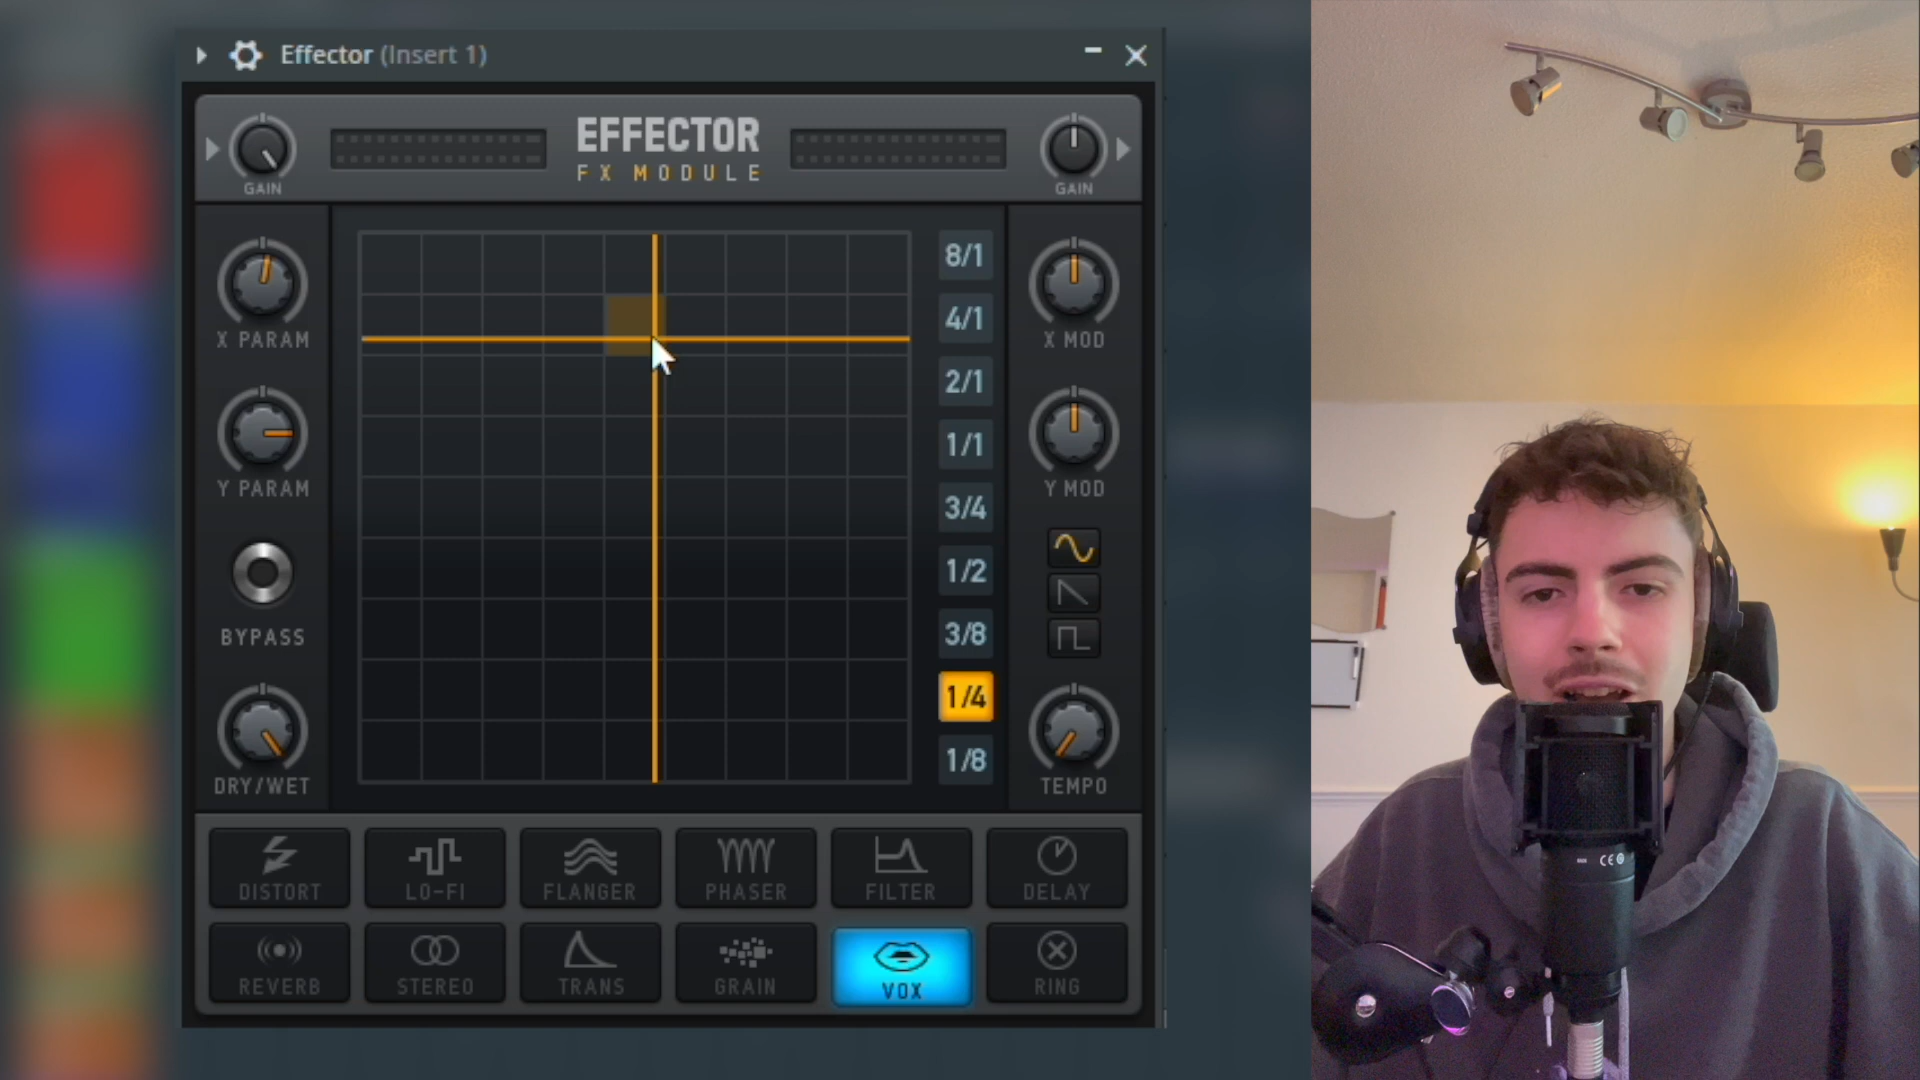 Effector (Insert 1)
EFFECTOR
FX MODULE
GAIN
GAIN
X PARAM
Y PARAM
BYPASS
DRY/WET
8/1
4/1
2/1
1/1
3/4
1/2
3/8
1/4
1/8
X MOD
Y MOD
TEMPO
DISTORT
LO-FI
FLANGER
PHASER
FILTER
DELAY
REVERB
STEREO
TRANS
GRAIN
VOX
RING
CE